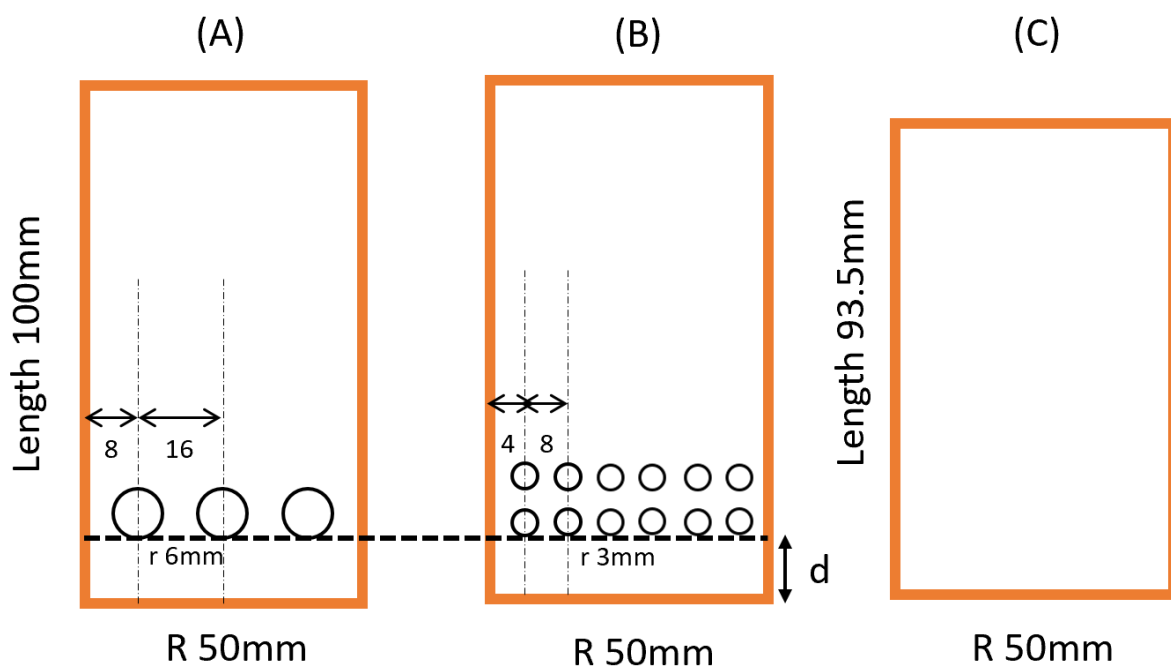 (A)
(B)
(C)
Length 100mm
8
16
r 6mm
R 50mm
4
8
r 3mm
d
R 50mm
Length 93.5mm
R 50mm